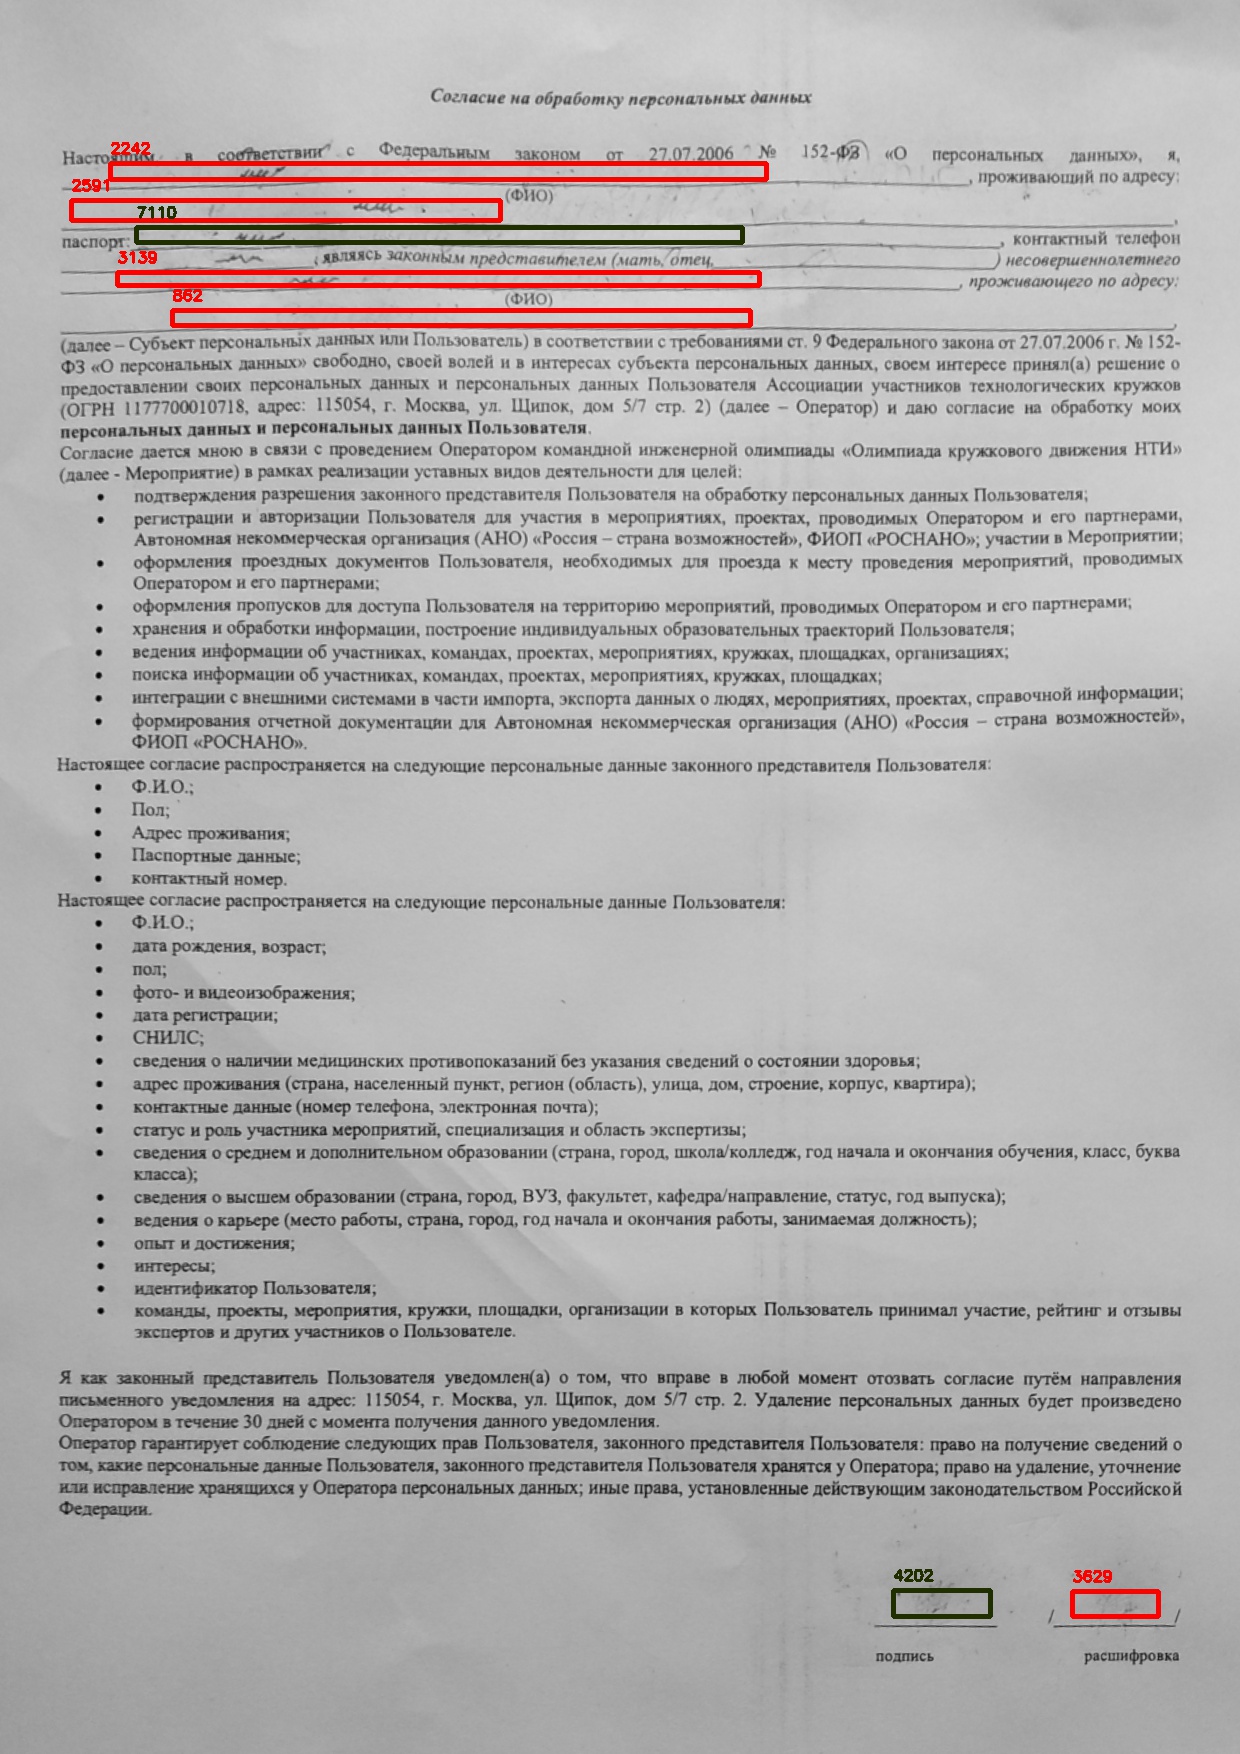 Согласие на обработку персональных данных
2242
Настоящим в соответствии с Федеральным законом от 27.07.2006 № 152-ФЗ «О персональных данных», я,
, проживающий по адресу:
2591
(ФИО)
7110
паспорт: , контактный телефон
3139
, являясь законным представителем (мать, отец, ) несовершеннолетнего
, проживающего по адресу:
862
(ФИО)
(далее – Субъект персональных данных или Пользователь) в соответствии с требованиями ст. 9 Федерального закона от 27.07.2006 г. № 152-
ФЗ «О персональных данных» свободно, своей волей и в интересах субъекта персональных данных, своем интересе принял(а) решение о
предоставлении своих персональных данных и персональных данных Пользователя Ассоциации участников технологических кружков
(ОГРН 1177700010718, адрес: 115054, г. Москва, ул. Щипок, дом 5/7 стр. 2) (далее – Оператор) и даю согласие на обработку моих
персональных данных и персональных данных Пользователя.
Согласие дается мною в связи с проведением Оператором командной инженерной олимпиады «Олимпиада кружкового движения НТИ»
(далее - Мероприятие) в рамках реализации уставных видов деятельности для целей:
• подтверждения разрешения законного представителя Пользователя на обработку персональных данных Пользователя;
• регистрации и авторизации Пользователя для участия в мероприятиях, проектах, проводимых Оператором и его партнерами,
Автономная некоммерческая организация (АНО) «Россия – страна возможностей», ФИОП «РОСНАНО»; участии в Мероприятии;
• оформления проездных документов Пользователя, необходимых для проезда к месту проведения мероприятий, проводимых
Оператором и его партнерами;
• оформления пропусков для доступа Пользователя на территорию мероприятий, проводимых Оператором и его партнерами;
• хранения и обработки информации, построение индивидуальных образовательных траекторий Пользователя;
• ведения информации об участниках, командах, проектах, мероприятиях, кружках, площадках, организациях;
• поиска информации об участниках, командах, проектах, мероприятиях, кружках, площадках;
• интеграции с внешними системами в части импорта, экспорта данных о людях, мероприятиях, проектах, справочной информации;
• формирования отчетной документации для Автономная некоммерческая организация (АНО) «Россия – страна возможностей»,
ФИОП «РОСНАНО».
Настоящее согласие распространяется на следующие персональные данные законного представителя Пользователя:
• Ф.И.О.;
• Пол;
• Адрес проживания;
• Паспортные данные;
• контактный номер.
Настоящее согласие распространяется на следующие персональные данные Пользователя:
• Ф.И.О.;
• дата рождения, возраст;
• пол;
• фото- и видеоизображения;
• дата регистрации;
• СНИЛС;
• сведения о наличии медицинских противопоказаний без указания сведений о состоянии здоровья;
• адрес проживания (страна, населенный пункт, регион (область), улица, дом, строение, корпус, квартира);
• контактные данные (номер телефона, электронная почта);
• статус и роль участника мероприятий, специализация и область экспертизы;
• сведения о среднем и дополнительном образовании (страна, город, школа/колледж, год начала и окончания обучения, класс, буква
класса);
• сведения о высшем образовании (страна, город, ВУЗ, факультет, кафедра/направление, статус, год выпуска);
• ведения о карьере (место работы, страна, город, год начала и окончания работы, занимаемая должность);
• опыт и достижения;
• интересы;
• идентификатор Пользователя;
• команды, проекты, мероприятия, кружки, площадки, организации в которых Пользователь принимал участие, рейтинг и отзывы
экспертов и других участников о Пользователе.
Я как законный представитель Пользователя уведомлен(а) о том, что вправе в любой момент отозвать согласие путём направления
письменного уведомления на адрес: 115054, г. Москва, ул. Щипок, дом 5/7 стр. 2. Удаление персональных данных будет произведено
Оператором в течение 30 дней с момента получения данного уведомления.
Оператор гарантирует соблюдение следующих прав Пользователя, законного представителя Пользователя: право на получение сведений о
том, какие персональные данные Пользователя, законного представителя Пользователя хранятся у Оператора; право на удаление, уточнение
или исправление хранящихся у Оператора персональных данных; иные права, установленные действующим законодательством Российской
Федерации.
4202 3629
/ /
подпись расшифровка